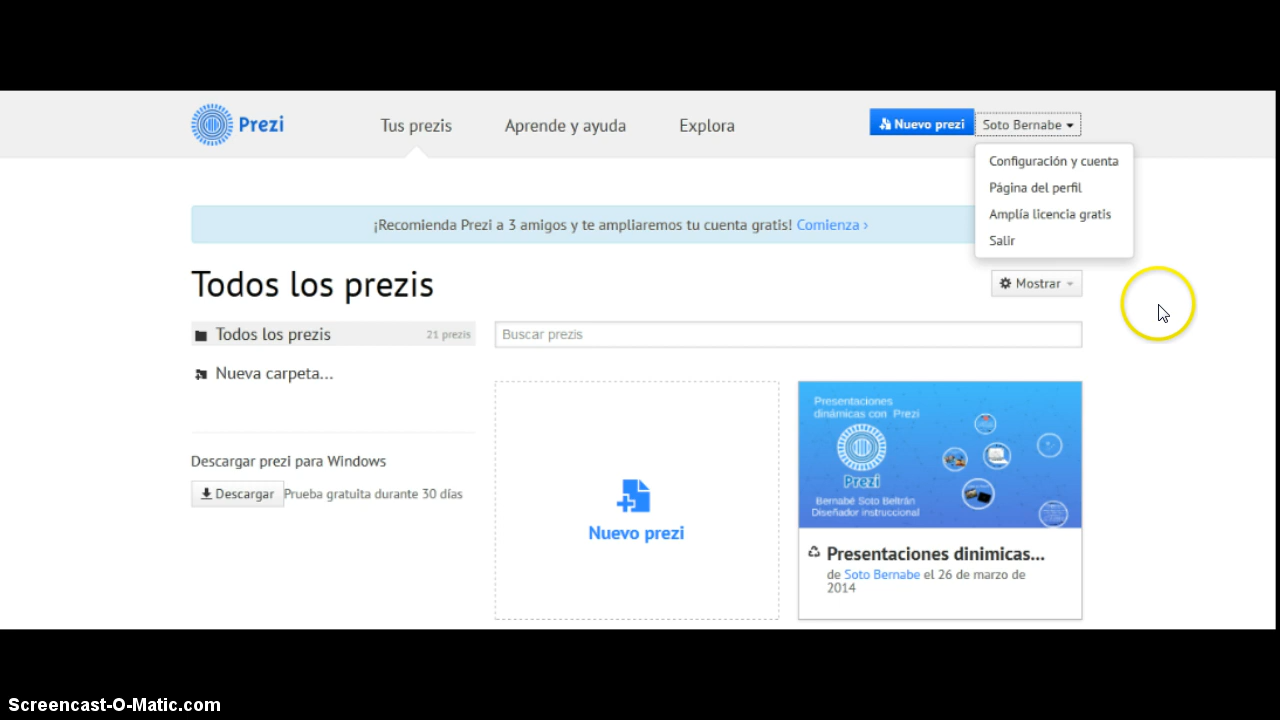 Prezi
Tus prezis
Aprende y ayuda
Explora
Nuevo prezi
Soto Bernabe
Configuración y cuenta
Página del perfil
Amplía licencia gratis
Salir
¡Recomienda Prezi a 3 amigos y te ampliaremos tu cuenta gratis! Comienza ›
Todos los prezis
Mostrar
Todos los prezis 21 prezis
Buscar prezis
Nueva carpeta...
Descargar prezi para Windows
Descargar Prueba gratuita durante 30 días
Nuevo prezi
Presentaciones
dinámicas con Prezi
Prezi
Bernabé Soto Beltrán
Diseñador instruccional
Presentaciones dinimicas...
de Soto Bernabe el 26 de marzo de
2014
Screencast-O-Matic.com